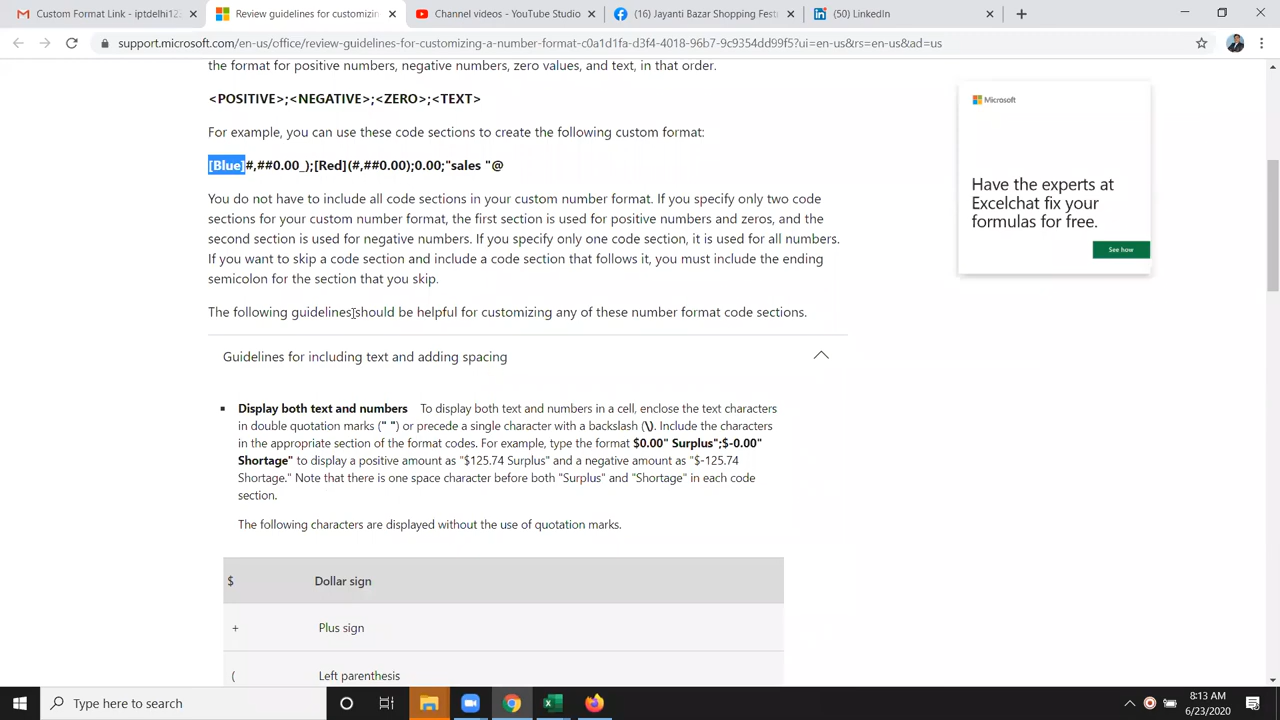 Custom Format Link - iptdelhi12
Review guidelines for customizin
Channel videos - YouTube Studio
(16) Jayanti Bazar Shopping Festi
(50) LinkedIn
support.microsoft.com/en-us/office/review-guidelines-for-customizing-a-number-format-c0a1d1fa-d3f4-4018-96b7-9c9354dd99f5?ui=en-us&rs=en-us&ad=us
the format for positive numbers, negative numbers, zero values, and text, in that order.
<POSITIVE>;<NEGATIVE>;<ZERO>;<TEXT>
For example, you can use these code sections to create the following custom format:
[Blue]#,##0.00_);[Red](#,##0.00);0.00;"sales "@
You do not have to include all code sections in your custom number format. If you specify only two code
sections for your custom number format, the first section is used for positive numbers and zeros, and the
second section is used for negative numbers. If you specify only one code section, it is used for all numbers.
If you want to skip a code section and include a code section that follows it, you must include the ending
semicolon for the section that you skip.
The following guidelines should be helpful for customizing any of these number format code sections.
Guidelines for including text and adding spacing
Display both text and numbers To display both text and numbers in a cell, enclose the text characters
in double quotation marks (" ") or precede a single character with a backslash (\). Include the characters
in the appropriate section of the format codes. For example, type the format $0.00" Surplus";$-0.00"
Shortage" to display a positive amount as "$125.74 Surplus" and a negative amount as "$-125.74
Shortage." Note that there is one space character before both "Surplus" and "Shortage" in each code
section.
The following characters are displayed without the use of quotation marks.
$ Dollar sign
+ Plus sign
( Left parenthesis
Microsoft
Have the experts at
Excelchat fix your
formulas for free.
See how
Type here to search
8:13 AM
6/23/2020